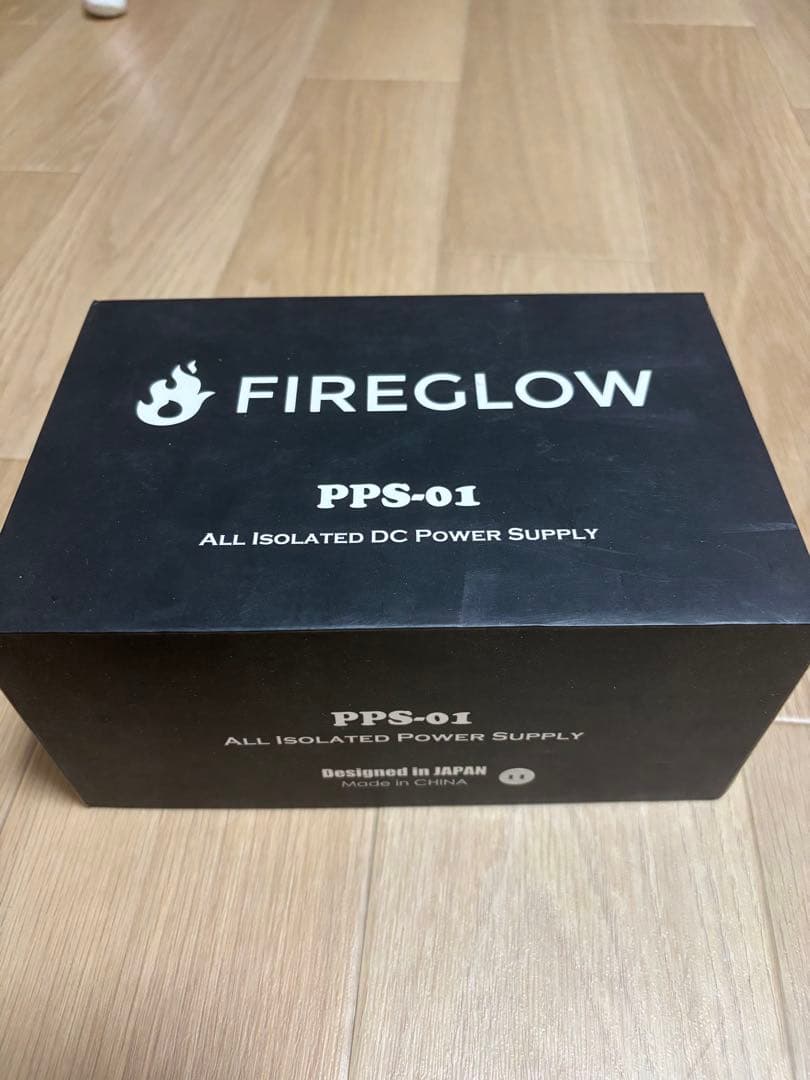 FIREGLOW
PPS-01
ALL ISOLATED DC POWER SUPPLY
PPS-01
ALL ISOLATED POWER SUPPLY
Designed in JAPAN
Made in CHINA